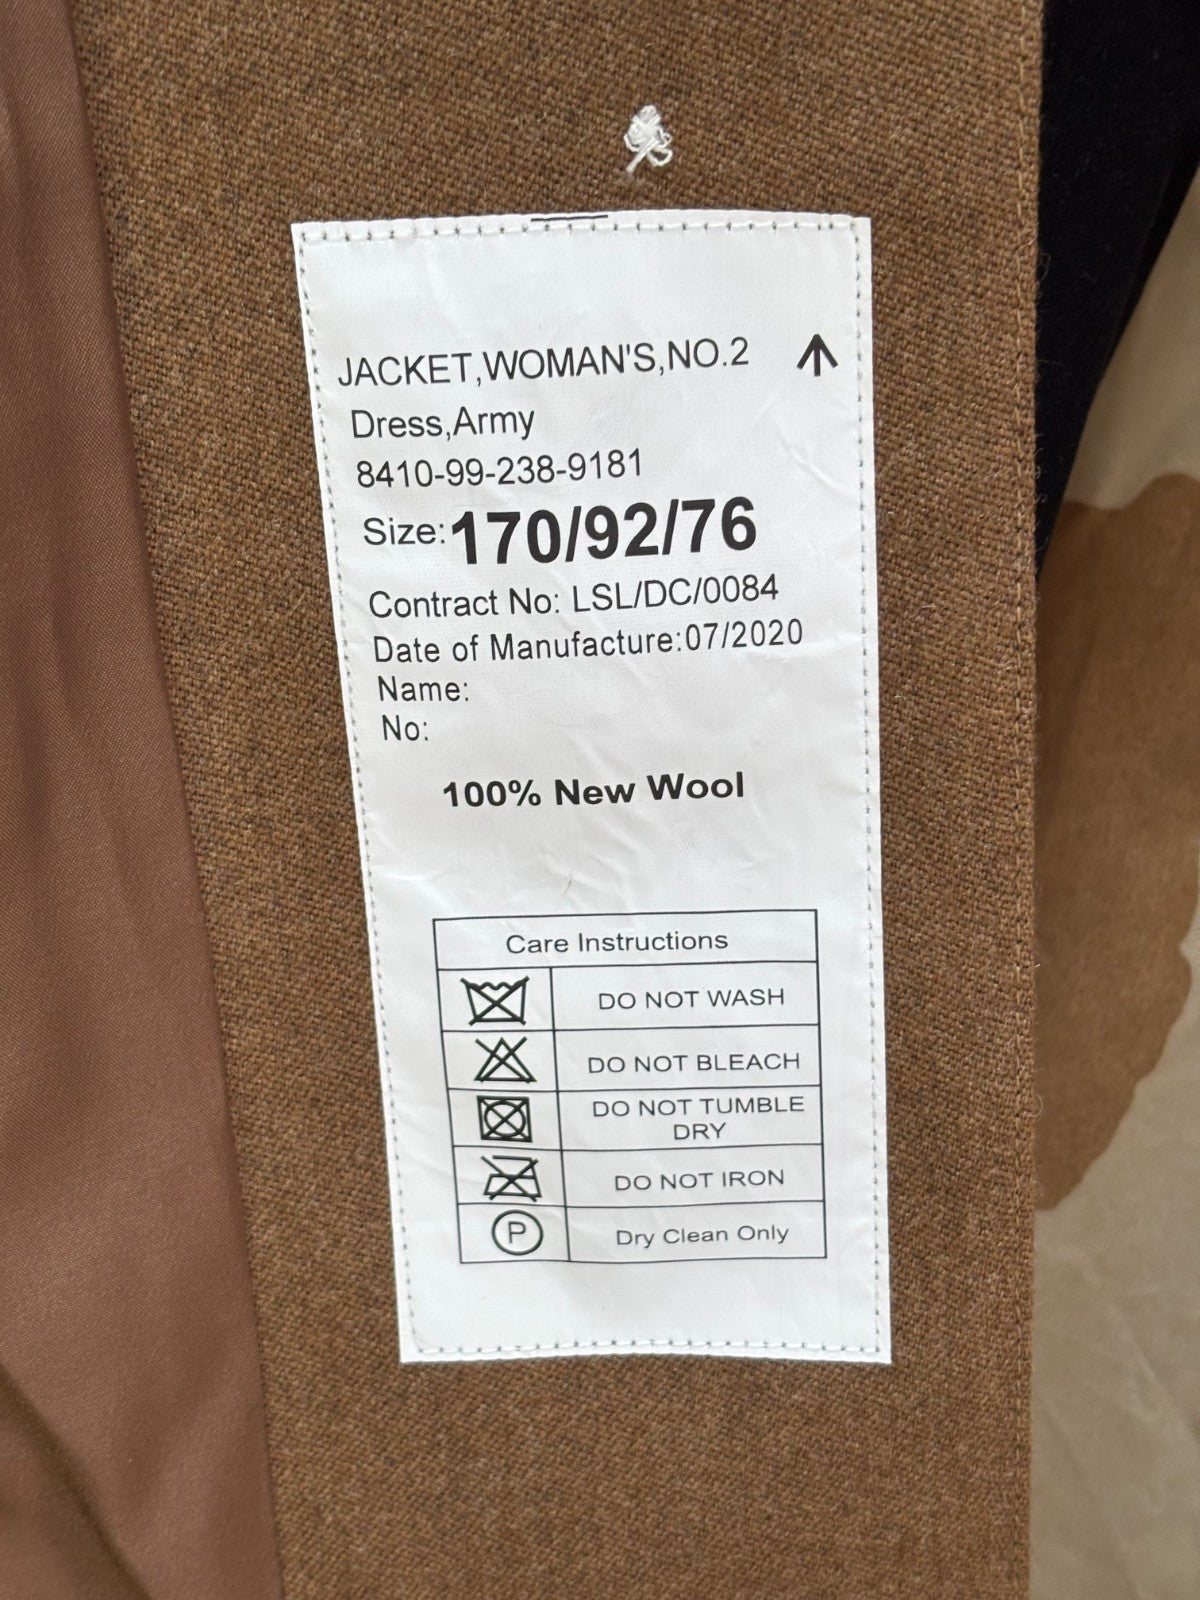 JACKET,WOMAN'S,NO.2
Dress,Army
8410-99-238-9181
Size:170/92/76
Contract No: LSL/DC/0084
Date of Manufacture:07/2020
Name:
No:
100% New Wool
Care Instructions
DO NOT WASH
DO NOT BLEACH
DO NOT TUMBLE
DRY
DO NOT IRON
P Dry Clean Only